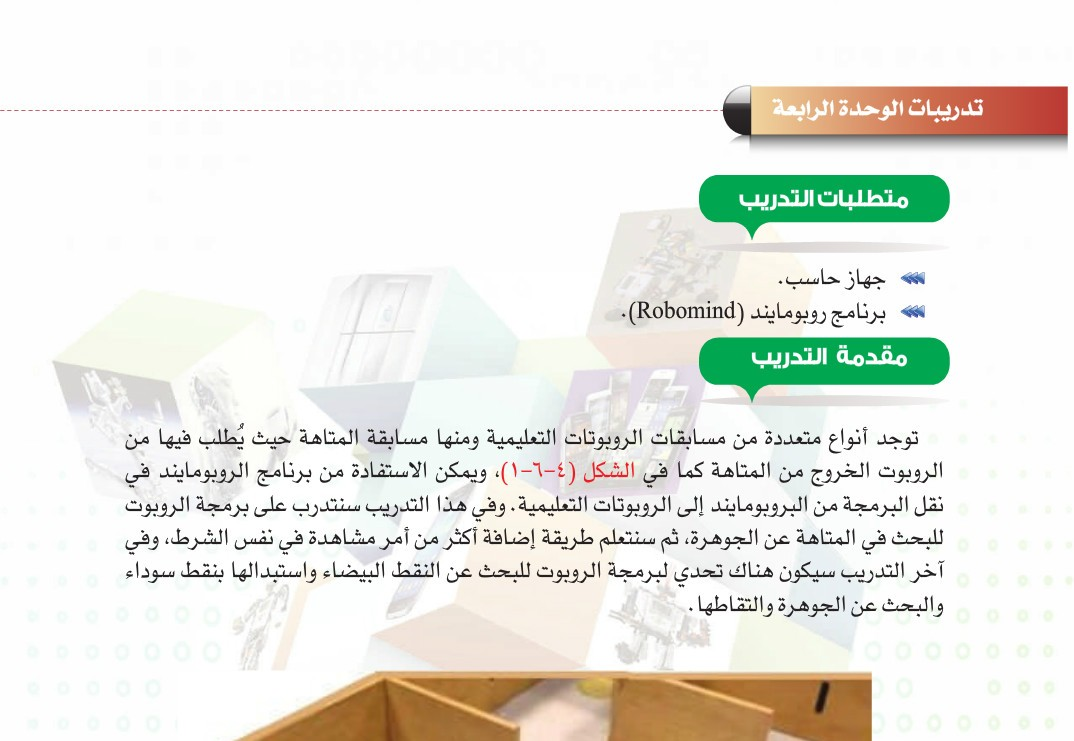 تدريبات الوحدة الرابعة
متطلبات التدريب
جهاز حاسب.
برنامج روبومايند (Robomind).
مقدمة التدريب
توجد أنواع متعددة من مسابقات الروبوتات التعليمية ومنها مسابقة المتاهة حيث يُطلب فيها من
الروبوت الخروج من المتاهة كما في الشكل (٤-٦-١)، ويمكن الاستفادة من برنامج الروبومايند في
نقل البرمجة من البروبومايند إلى الروبوتات التعليمية. وفي هذا التدريب سنتدرب على برمجة الروبوت
للبحث في المتاهة عن الجوهرة، ثم سنتعلم طريقة إضافة أكثر من أمر مشاهدة في نفس الشرط، وفي
آخر التدريب سيكون هناك تحدي لبرمجة الروبوت للبحث عن النقط البيضاء واستبدالها بنقط سوداء
والبحث عن الجوهرة والتقاطها.